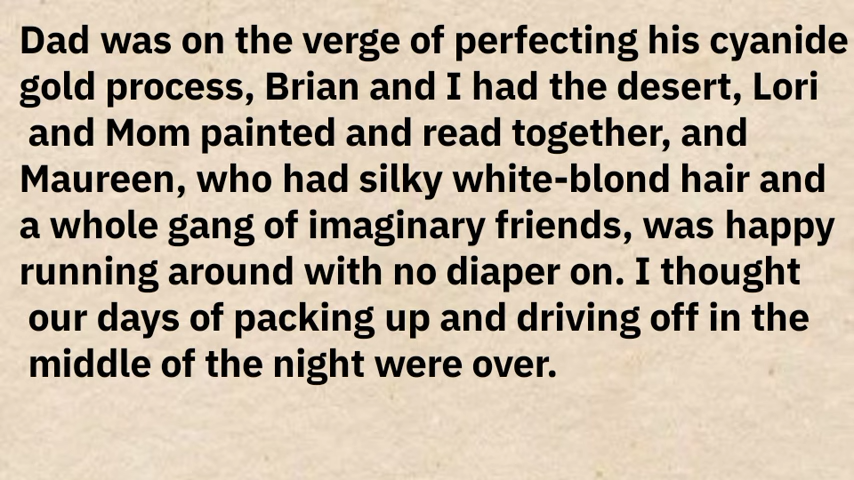 Dad was on the verge of perfecting his cyanide
gold process, Brian and I had the desert, Lori
and Mom painted and read together, and
Maureen, who had silky white-blond hair and
a whole gang of imaginary friends, was happy
running around with no diaper on. I thought
our days of packing up and driving off in the
middle of the night were over.